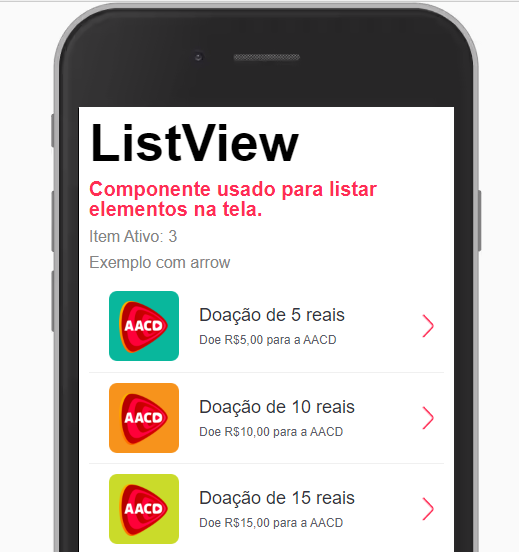 ListView
Componente usado para listar
elementos na tela.
Item Ativo: 3
Exemplo com arrow
AACD
Doação de 5 reais
Doe R$5,00 para a AACD
AACD
Doação de 10 reais
Doe R$10,00 para a AACD
AACD
Doação de 15 reais
Doe R$15,00 para a AACD